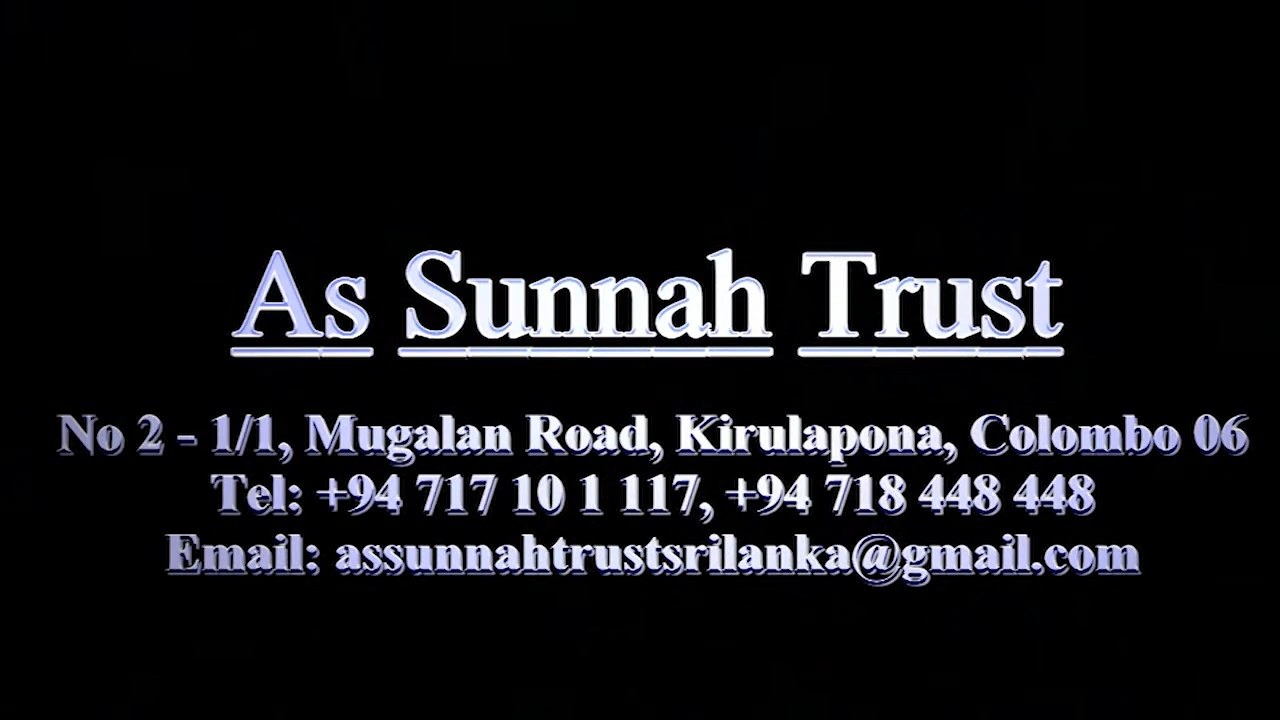 As Sunnah Trust
No 2 - 1/1, Mugalan Road, Kirulapona, Colombo 06
Tel: +94 717 10 1 117, +94 718 448 448
Email: assunnahtrustsrilanka@gmail.com